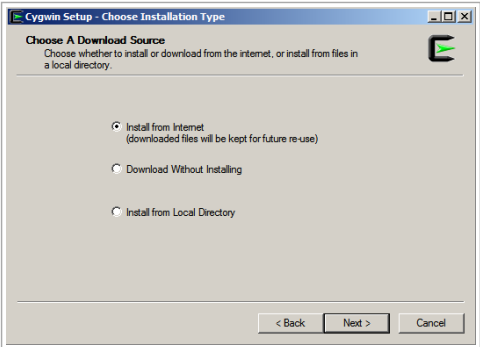 Cygwin Setup - Choose Installation Type
Choose A Download Source
Choose whether to install or download from the internet, or install from files in
a local directory.
Install from Internet
(downloaded files will be kept for future re-use)
Download Without Installing
Install from Local Directory
< Back
Next >
Cancel